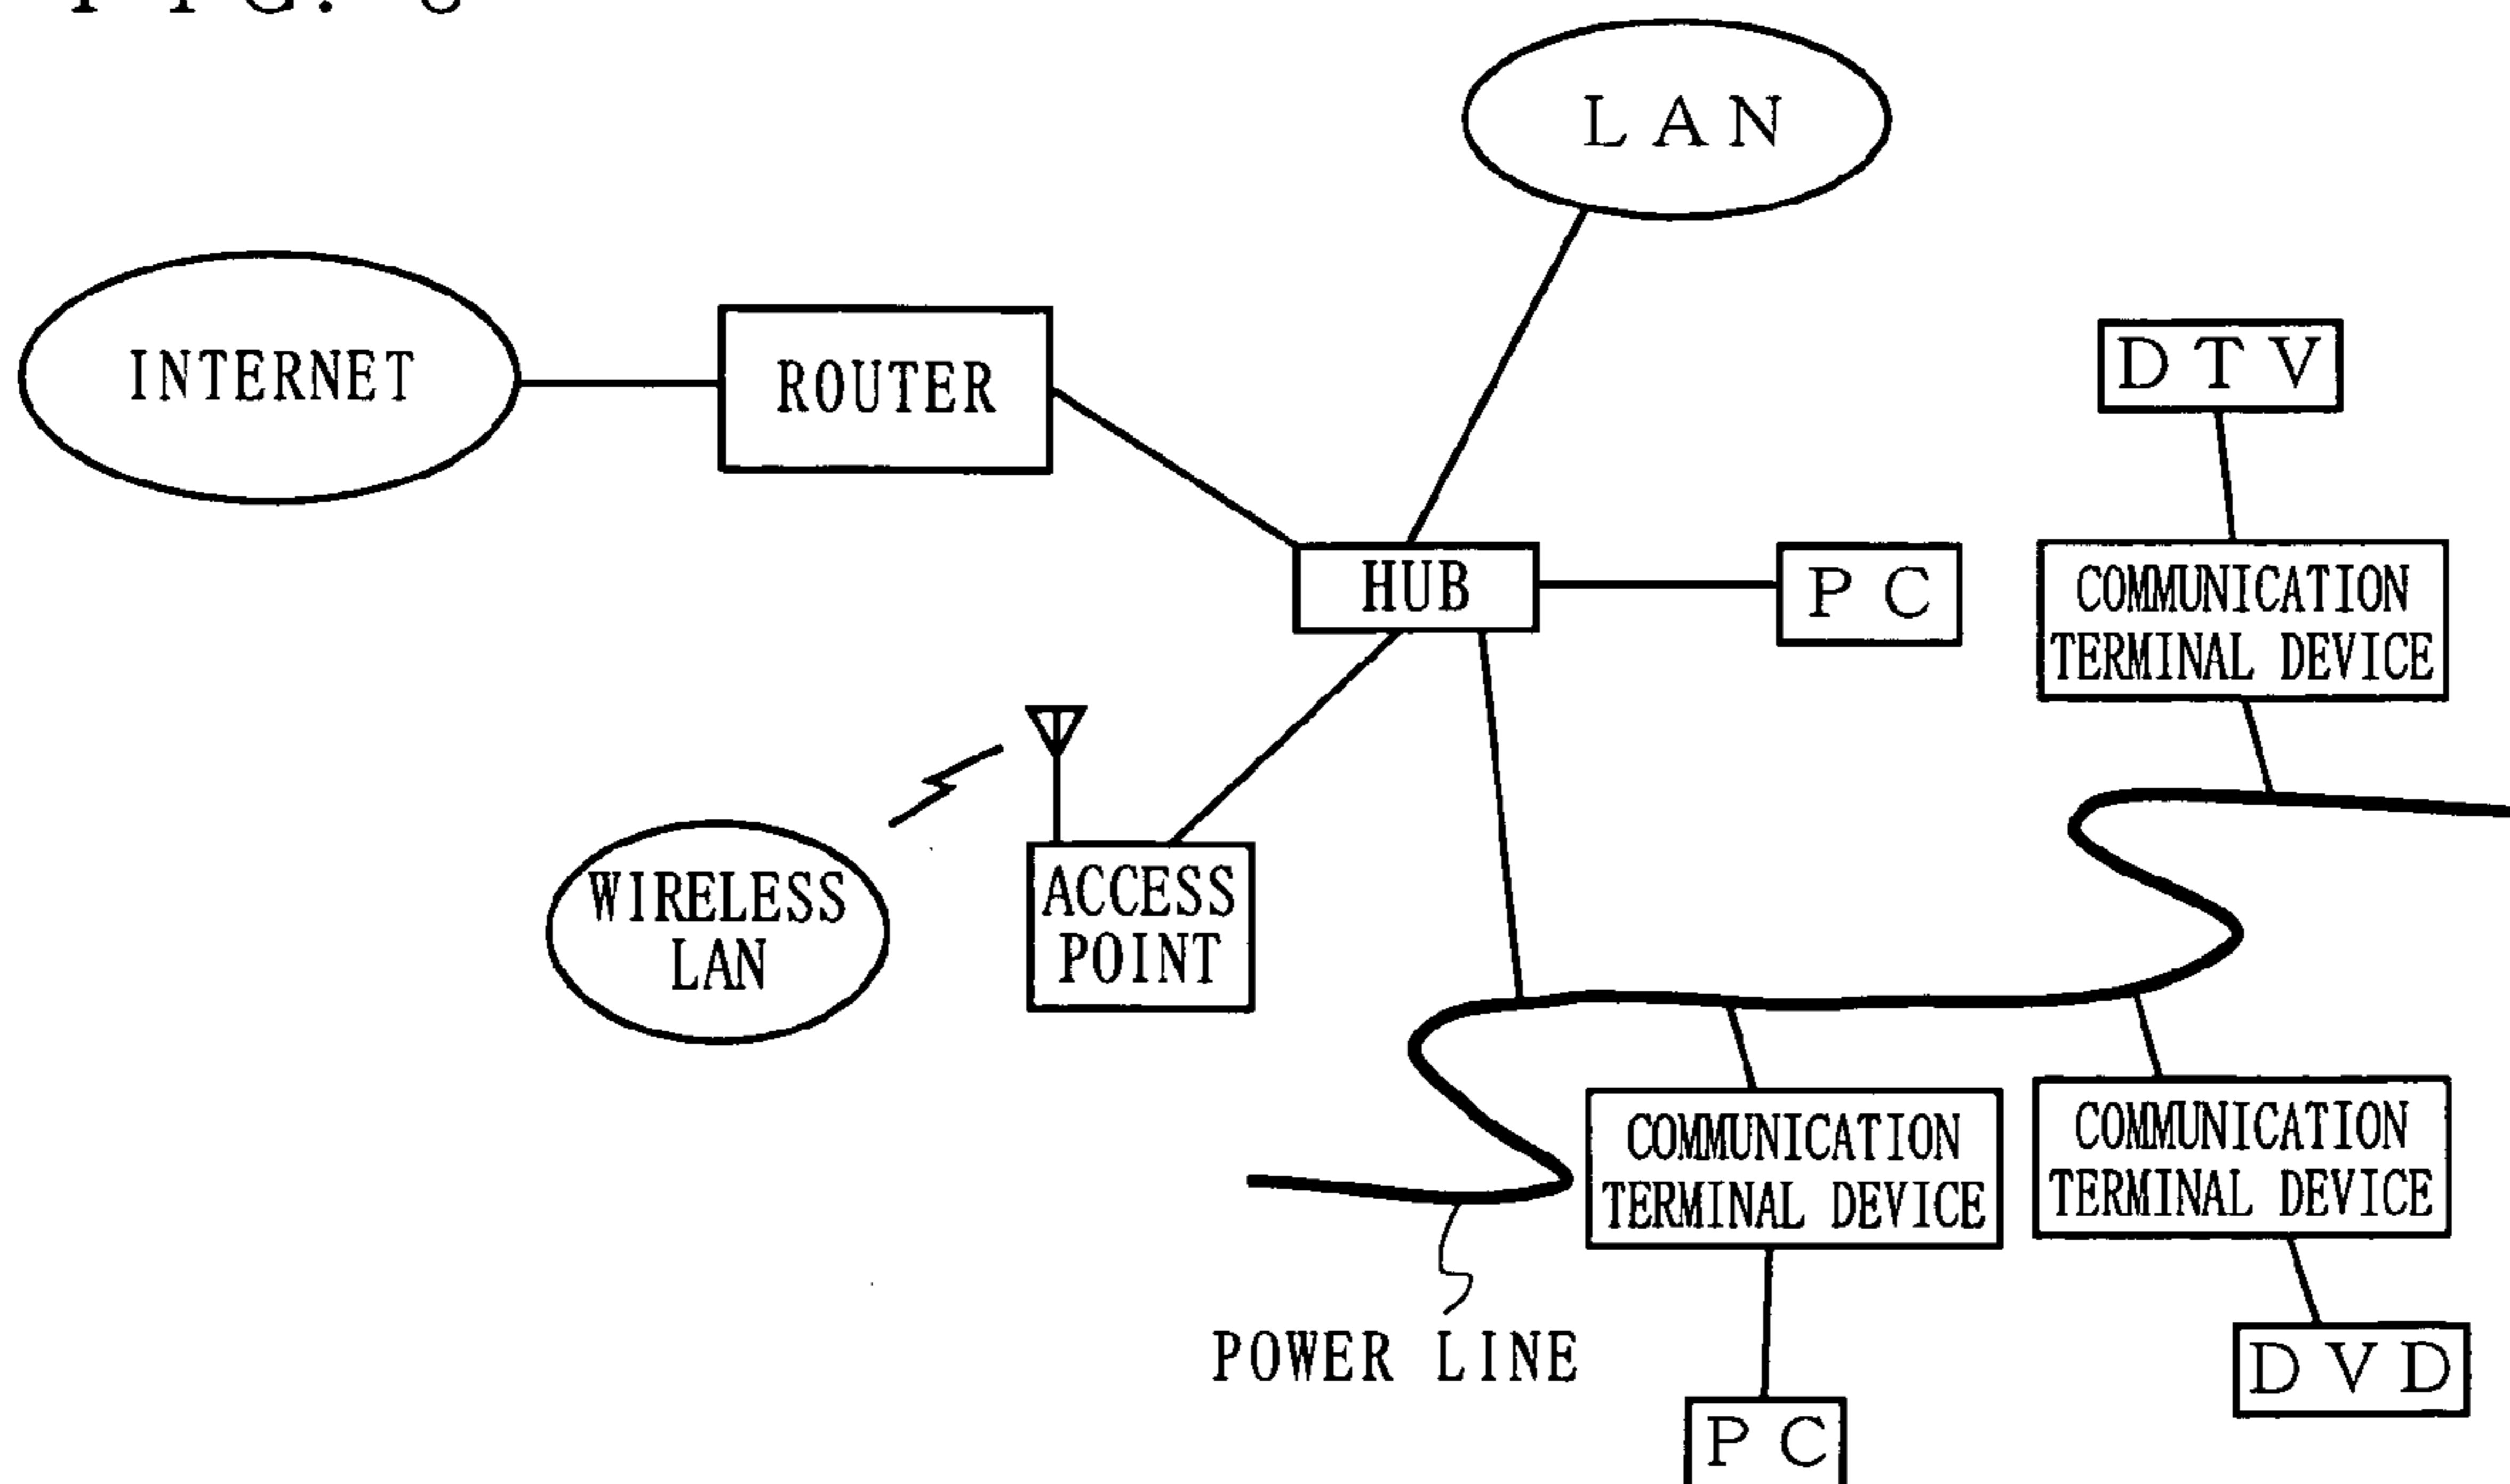 LAN
INTERNET
ROUTER
DTV
HUB
PC
COMMUNICATION
TERMINAL DEVICE
WIRELESS
LAN
ACCESS
POINT
COMMUNICATION
TERMINAL DEVICE
COMMUNICATION
TERMINAL DEVICE
POWER LINE
DVD
PC